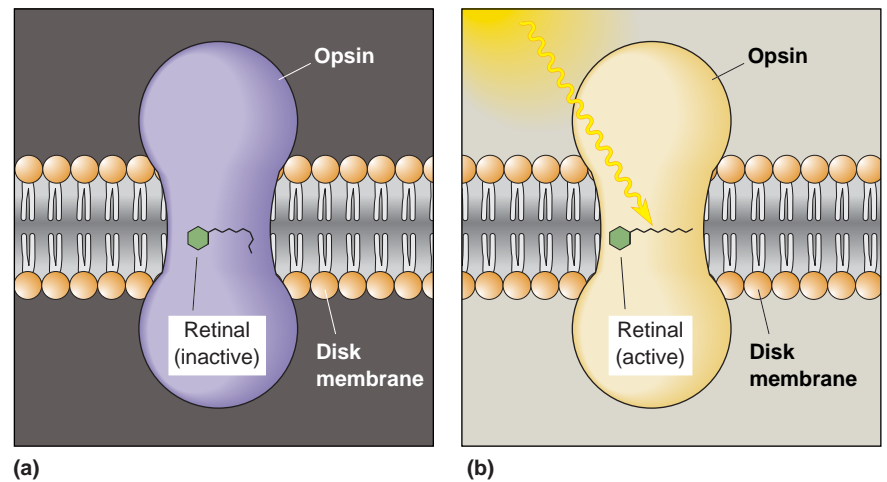 Opsin
Retinal
(inactive)
Disk
membrane
(a)
Opsin
Retinal
(active)
Disk
membrane
(b)